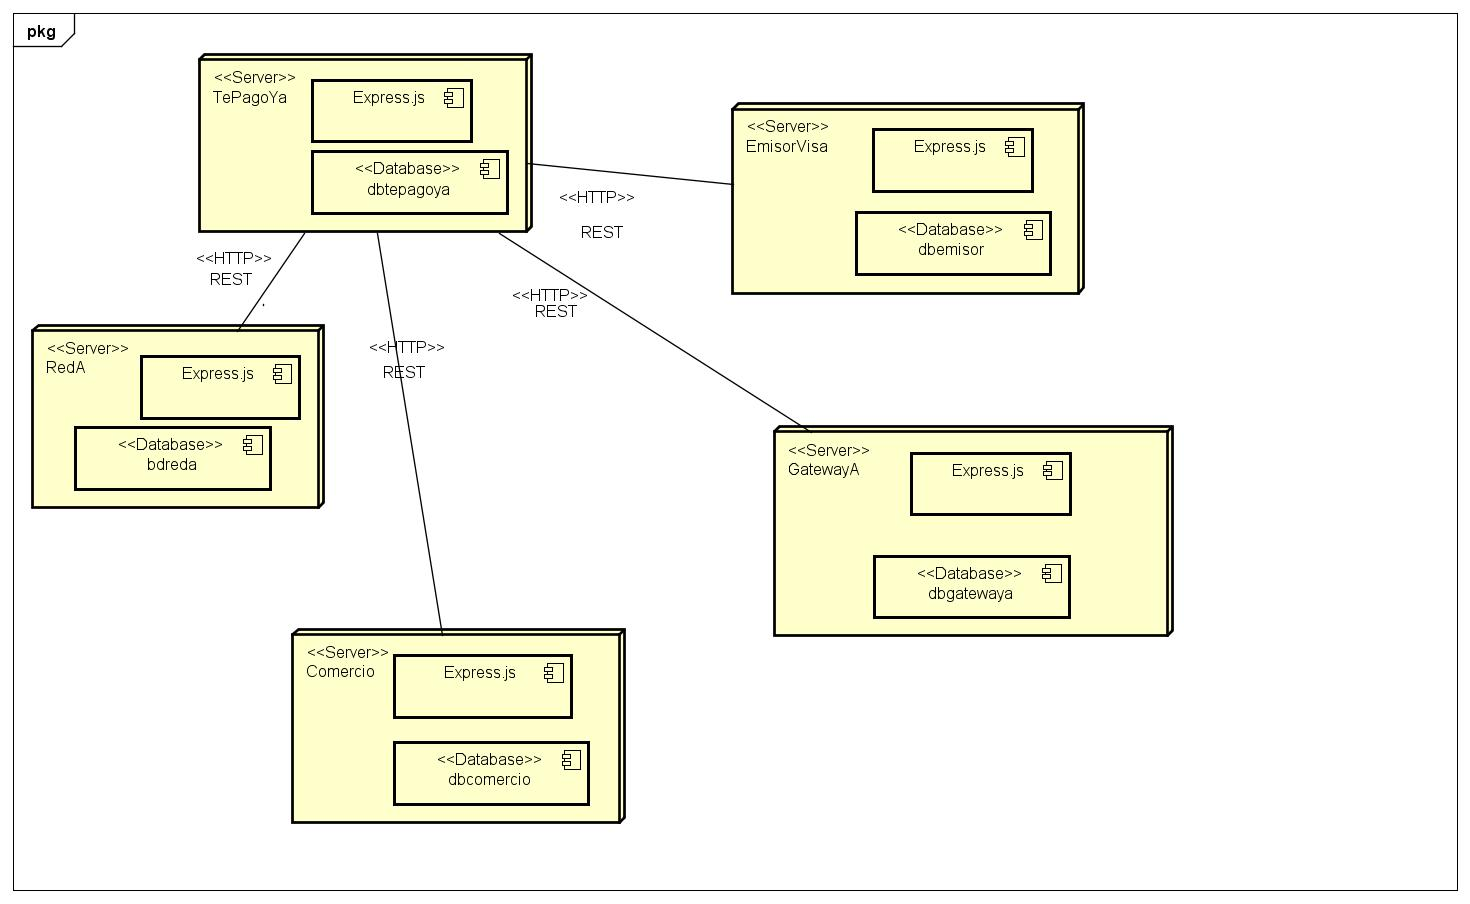 pkg
<<Server>>
TePagoYa
Express.js
<<Database>>
dbtepagoya
<<Server>>
EmisorVisa
Express.js
<<Database>>
dbemisor
<<HTTP>>
REST
<<HTTP>>
REST
<<HTTP>>
REST
<<HTTP>>
REST
<<Server>>
RedA
Express.js
<<Database>>
bdreda
<<Server>>
GatewayA
Express.js
<<Database>>
dbgatewaya
<<Server>>
Comercio
Express.js
<<Database>>
dbcomercio